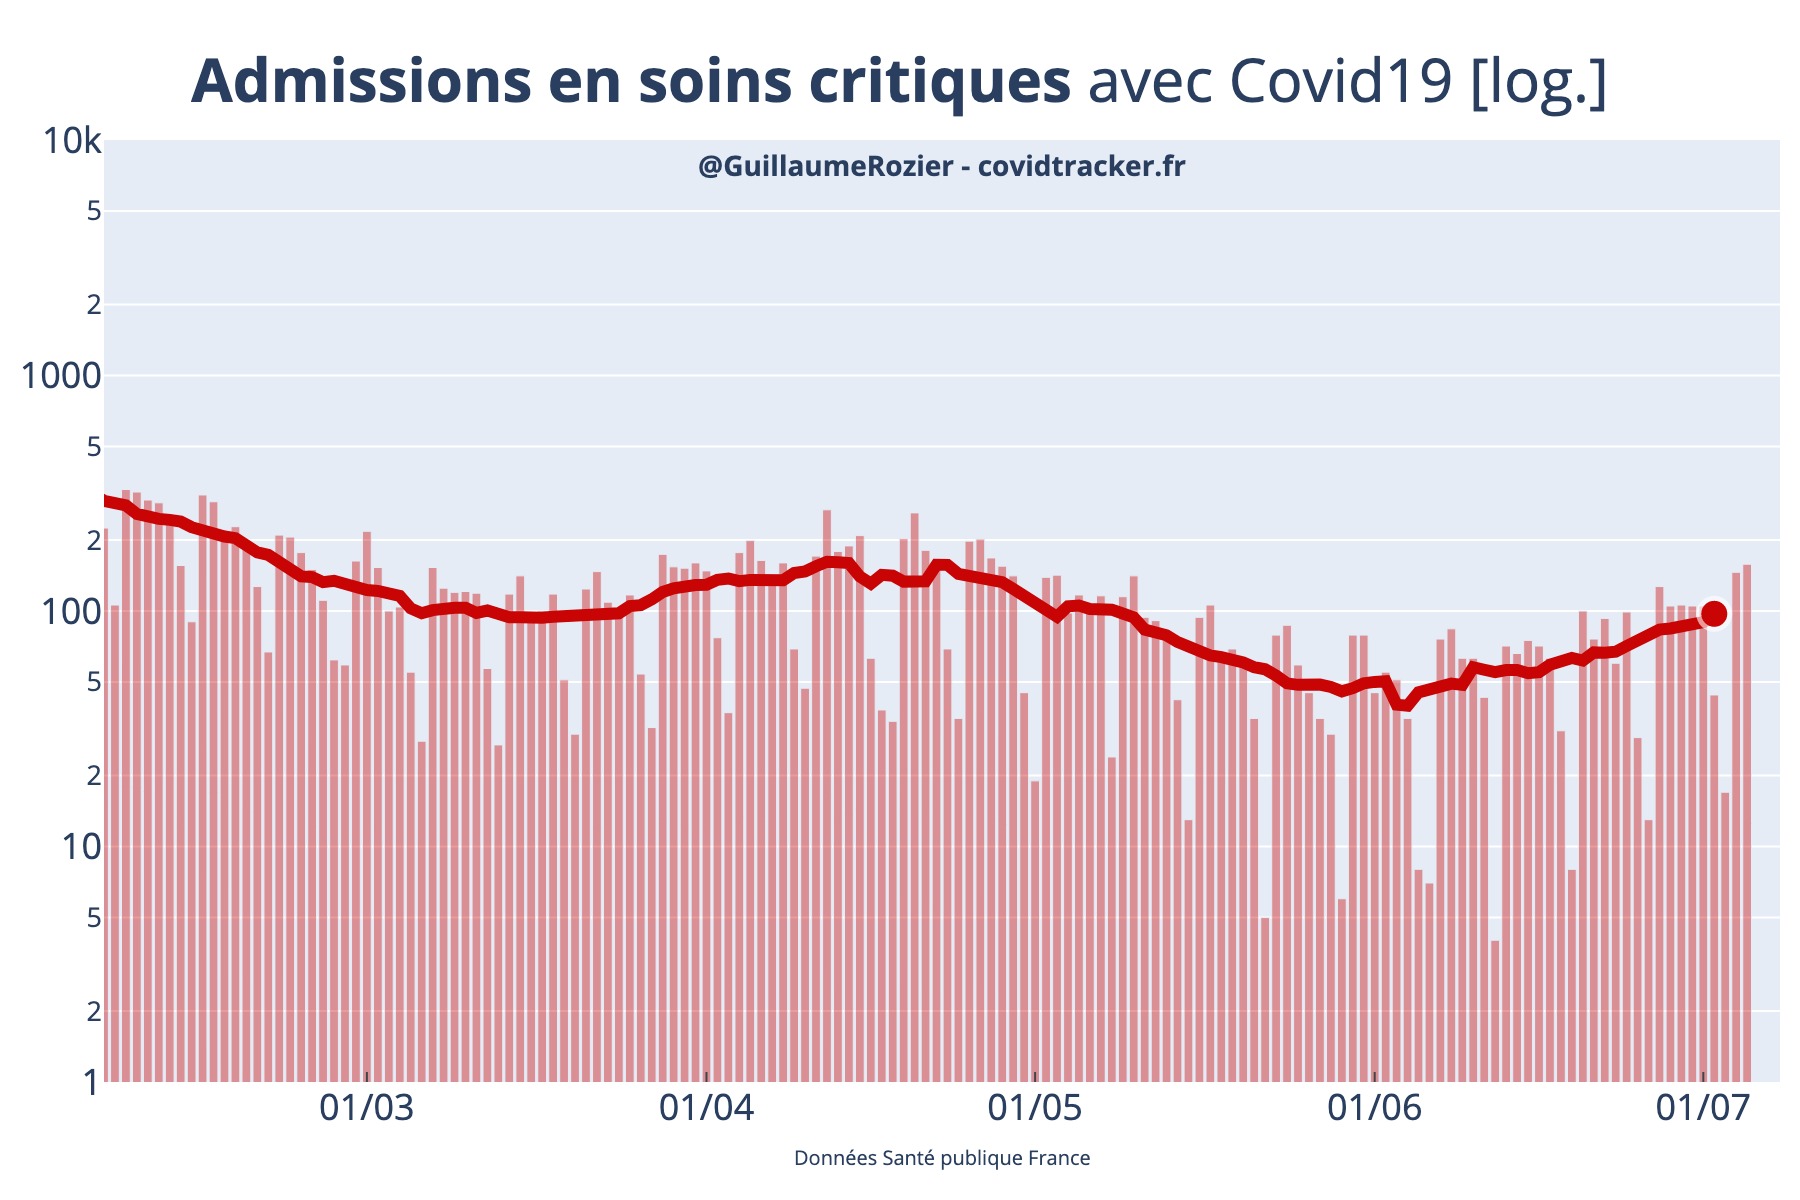 Admissions en soins critiques avec Covid19 [log.]
@GuillaumeRozier - covidtracker.fr
10k
5
2
1000
5
2
100
5
2
10
5
2
1
01/03 01/04 01/05 01/06 01/07
Données Santé publique France